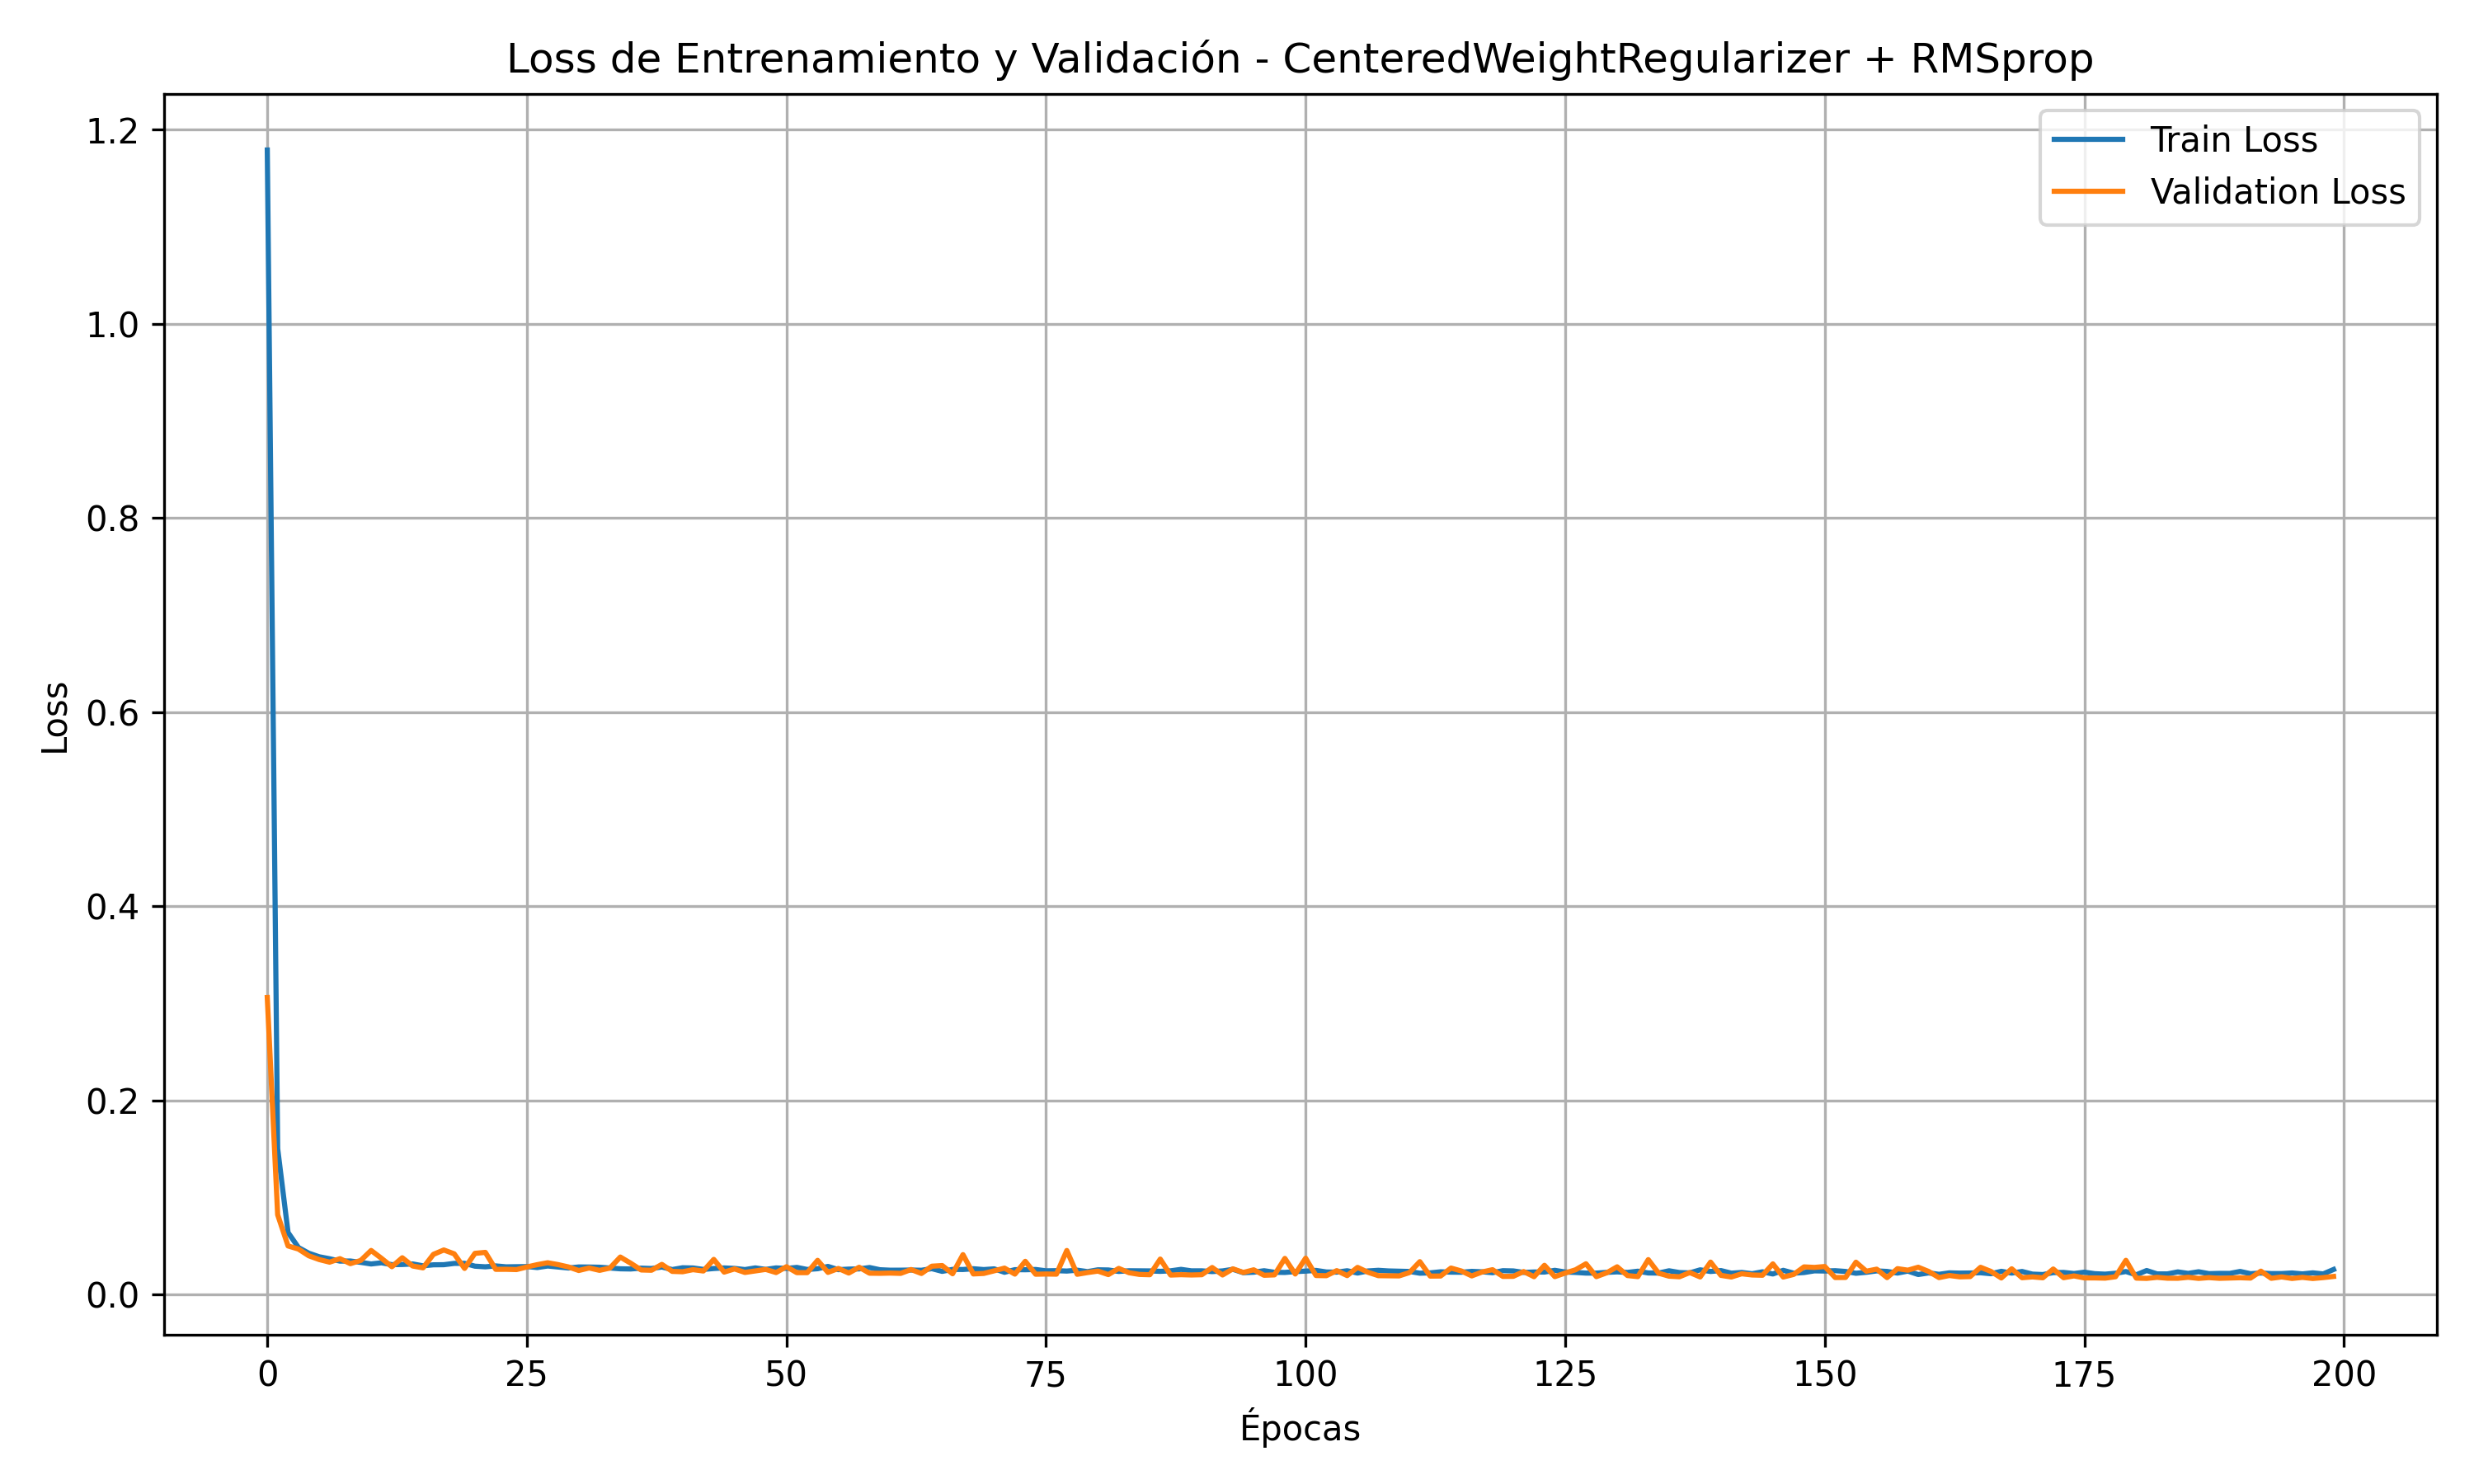 Loss de Entrenamiento y Validación - CenteredWeightRegularizer + RMSprop
Train Loss
Validation Loss
1.2
1.0
0.8
0.6
0.4
0.2
0.0
Loss
0 25 50 75 100 125 150 175 200
Épocas